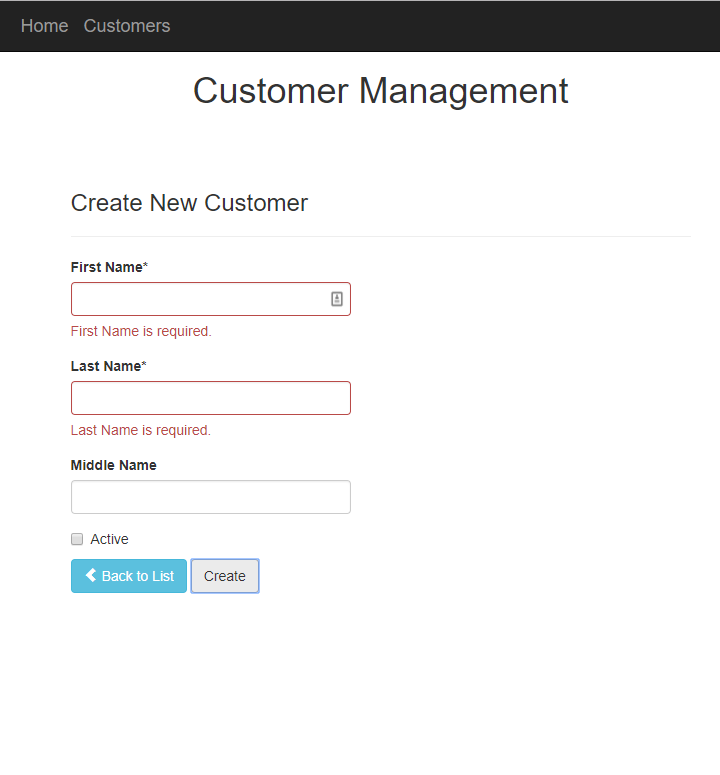 Home Customers
Customer Management
Create New Customer
First Name*
First Name is required.
Last Name*
Last Name is required.
Middle Name
Active
Back to List Create